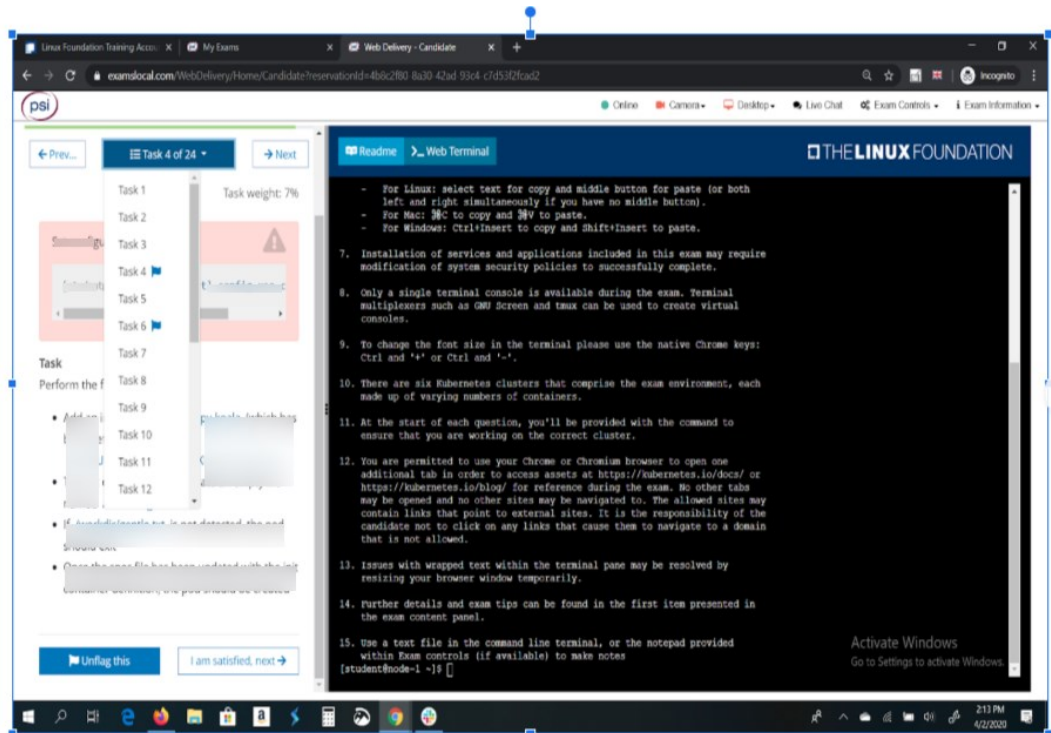 Linux Foundation Training Accou
My Exams
Web Delivery - Candidate
examslocal.com/WebDelivery/Home/Candidate?reservationId=4b6c2f80-8a30-42ad-93c4-c7d53f2fcad2
Incognito
psi
Online
Camera
Desktop
Live Chat
Exam Controls
Exam Information
Prev...
Task 4 of 24
Next
Task weight: 7%
Task 1
Task 2
Task 3
Task 4
Task 5
Task 6
Task 7
Task 8
Task 9
Task 10
Task 11
Task 12
Task
Perform the f
should exit
Once the spec file has been updated with the init
container definition, the pod should be created
Unflag this
I am satisfied, next
Readme
>_ Web Terminal
THE LINUX FOUNDATION
- For Linux: select text for copy and middle button for paste (or both
left and right simultaneously if you have no middle button).
- For Mac: ⌘C to copy and ⌘V to paste.
- For Windows: Ctrl+Insert to copy and Shift+Insert to paste.
7. Installation of services and applications included in this exam may require
modification of system security policies to successfully complete.
8. Only a single terminal console is available during the exam. Terminal
multiplexers such as GNU Screen and tmux can be used to create virtual
consoles.
9. To change the font size in the terminal please use the native Chrome keys:
Ctrl and '+' or Ctrl and '-'.
10. There are six Kubernetes clusters that comprise the exam environment, each
made up of varying numbers of containers.
11. At the start of each question, you'll be provided with the command to
ensure that you are working on the correct cluster.
12. You are permitted to use your Chrome or Chromium browser to open one
additional tab in order to access assets at https://kubernetes.io/docs/ or
https://kubernetes.io/blog/ for reference during the exam. No other tabs
may be opened and no other sites may be navigated to. The allowed sites may
contain links that point to external sites. It is the responsibility of the
candidate not to click on any links that cause them to navigate to a domain
that is not allowed.
13. Issues with wrapped text within the terminal pane may be resolved by
resizing your browser window temporarily.
14. Further details and exam tips can be found in the first item presented in
the exam content panel.
15. Use a text file in the command line terminal, or the notepad provided
within Exam controls (if available) to make notes
[student@node-1 ~]$
Activate Windows
Go to Settings to activate Windows.
2:13 PM
4/2/2020